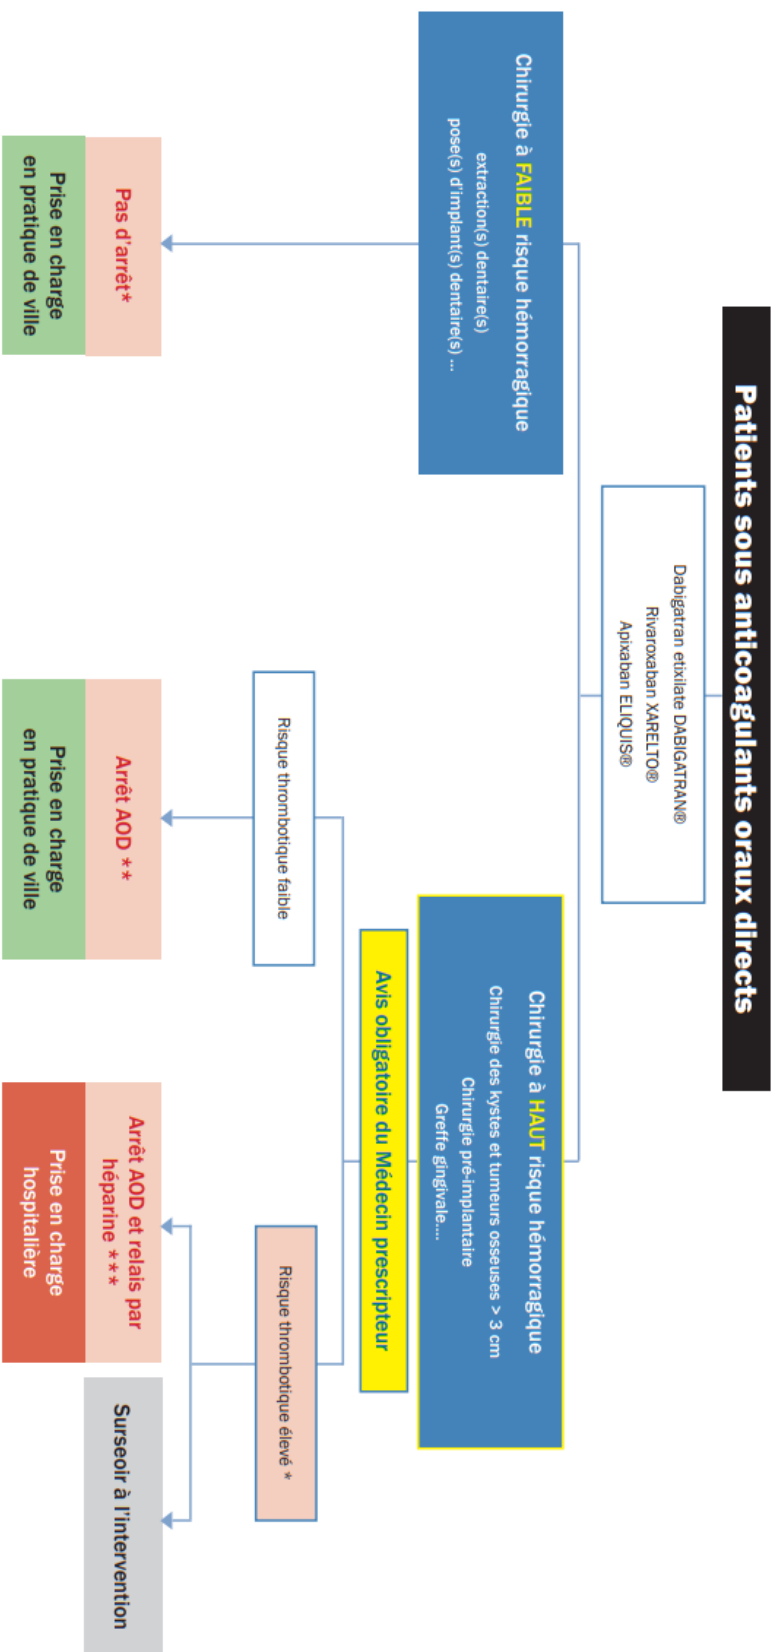 Patients sous anticoagulants oraux directs
Dabigatran etixilate DABIGATRAN®
Rivaroxaban XARELTO®
Apixaban ELIQUIS®
Chirurgie à FAIBLE risque hémorragique
extraction(s) dentaire(s)
pose(s) d'implant(s) dentaire(s) ...
Chirurgie à HAUT risque hémorragique
Chirurgie des kystes et tumeurs osseuses > 3 cm
Chirurgie pré-implantaire
Greffe gingivale....
Avis obligatoire du Médecin prescripteur
Risque thrombotique faible
Risque thrombotique élevé *
Pas d'arrêt*
Prise en charge
en pratique de ville
Arrêt AOD **
Prise en charge
en pratique de ville
Arrêt AOD et relais par
héparine ***
Prise en charge
hospitalière
Surseoir à l'intervention